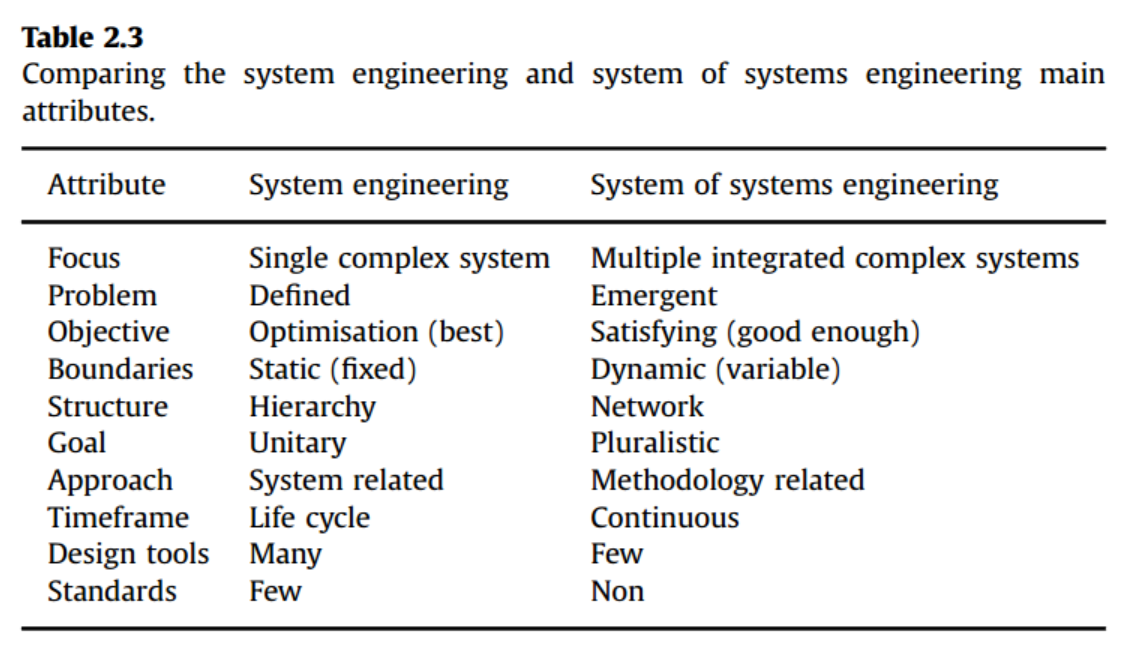 Table 2.3
Comparing the system engineering and system of systems engineering main
attributes.
Attribute System engineering System of systems engineering
Focus Single complex system Multiple integrated complex systems
Problem Defined Emergent
Objective Optimisation (best) Satisfying (good enough)
Boundaries Static (fixed) Dynamic (variable)
Structure Hierarchy Network
Goal Unitary Pluralistic
Approach System related Methodology related
Timeframe Life cycle Continuous
Design tools Many Few
Standards Few Non